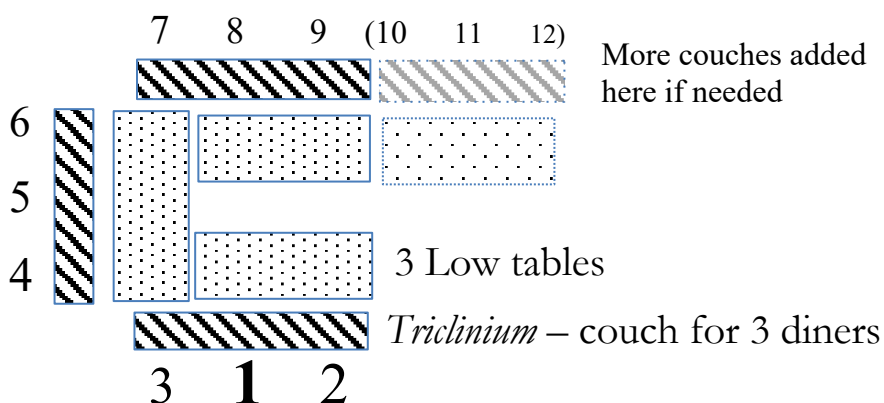 7 8 9 (10 11 12)
More couches added
here if needed
6
5
4
3 Low tables
Triclinium – couch for 3 diners
3 1 2